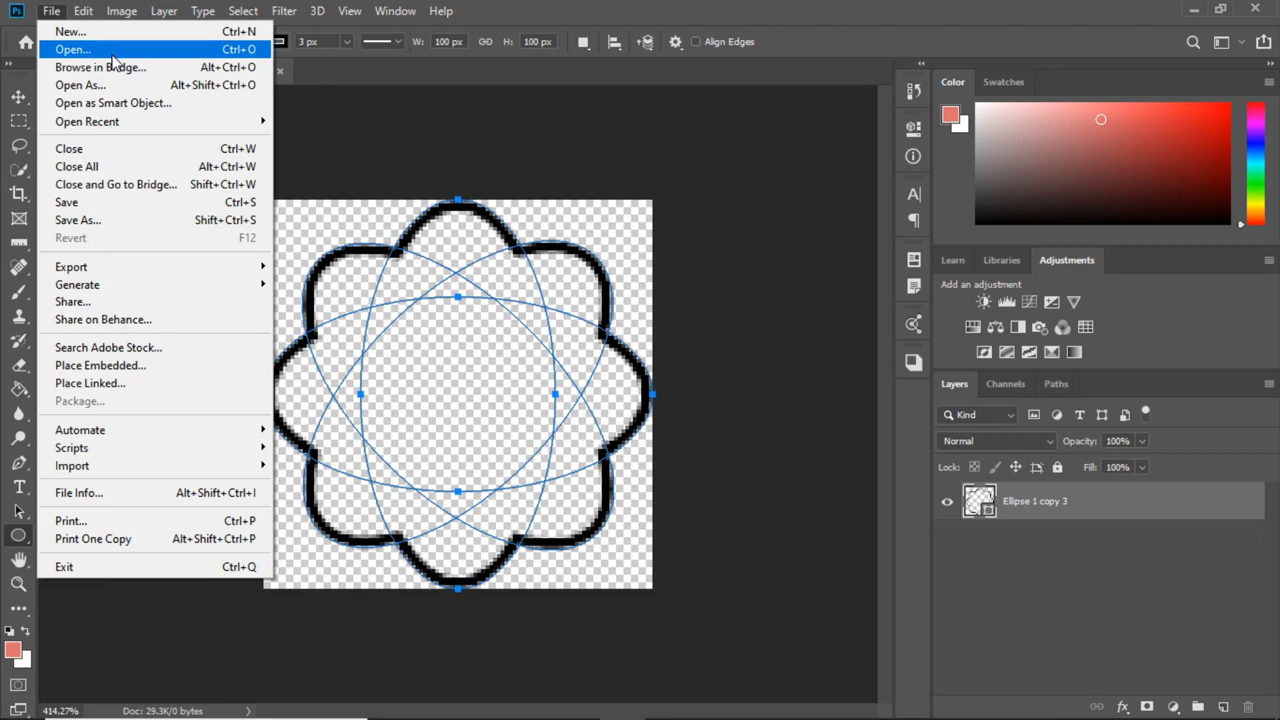 Ps File Edit Image Layer Type Select Filter 3D View Window Help
3 px W: 100 px H: 100 px Align Edges
New... Ctrl+N
Open... Ctrl+O
Browse in Bridge... Alt+Ctrl+O
Open As... Alt+Shift+Ctrl+O
Open as Smart Object...
Open Recent
Close Ctrl+W
Close All Alt+Ctrl+W
Close and Go to Bridge... Shift+Ctrl+W
Save Ctrl+S
Save As... Shift+Ctrl+S
Revert F12
Export
Generate
Share...
Share on Behance...
Search Adobe Stock...
Place Embedded...
Place Linked...
Package...
Automate
Scripts
Import
File Info... Alt+Shift+Ctrl+I
Print... Ctrl+P
Print One Copy Alt+Shift+Ctrl+P
Exit Ctrl+Q
Color Swatches
Learn Libraries Adjustments
Add an adjustment
Layers Channels Paths
Kind
Normal Opacity: 100%
Lock: Fill: 100%
Ellipse 1 copy 3
414.27% Doc: 29.3K/0 bytes